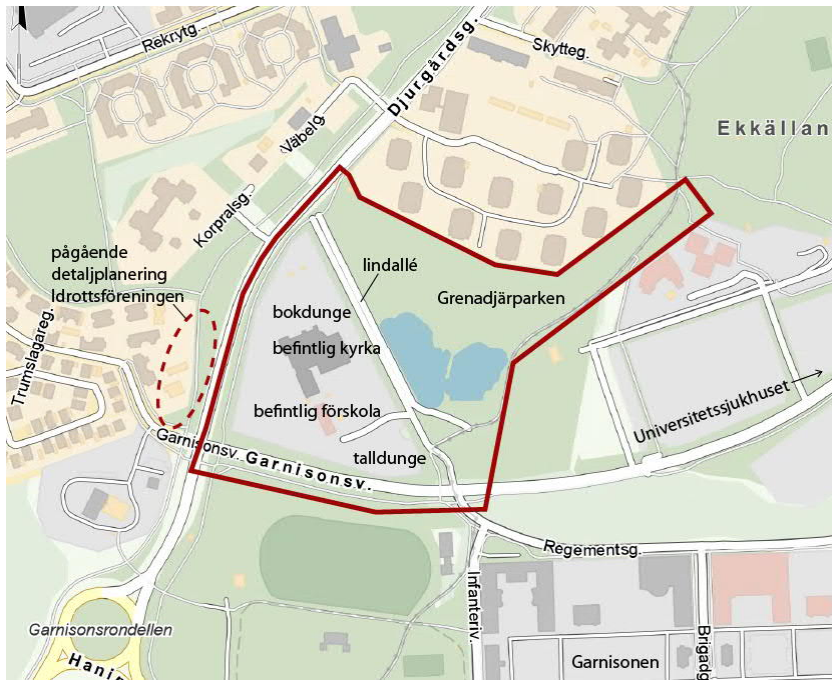 Rekrytg.
Djurgårdsg.
Skytteg.
Ekkällan
Väbelg.
Korpralsg.
pågående
detaljplanering
Idrottsföreningen
lindallé
Grenadjärparken
bokdunge
befintlig kyrka
Trumslagareg.
befintlig förskola
Universitetssjukhuset
Garnisonsv.
Garnisonsv.
talldunge
Regementsg.
Infanteriv.
Garnisonsrondellen
Garnisonen